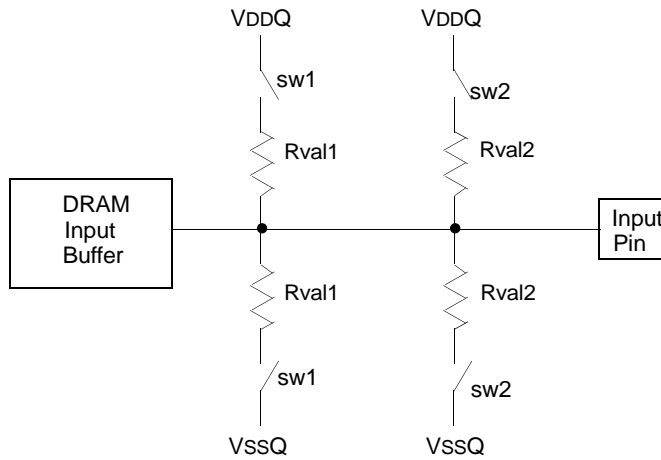 VDDQ
VDDQ
sw1
sw2
Rval1
Rval2
DRAM
Input
Buffer
Input
Pin
Rval1
Rval2
sw1
sw2
VSSQ
VSSQ